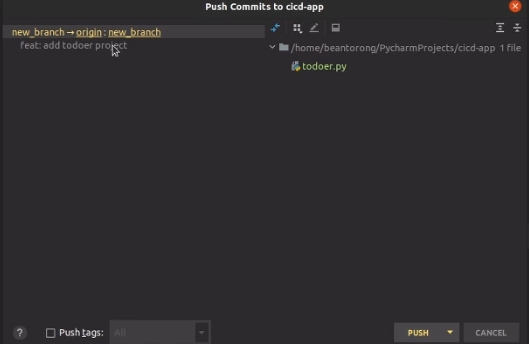 Push Commits to cicd-app
new_branch → origin : new_branch
feat: add todoer project
/home/beantorong/PycharmProjects/cicd-app 1 file
todoer.py
? Push tags: All
PUSH CANCEL